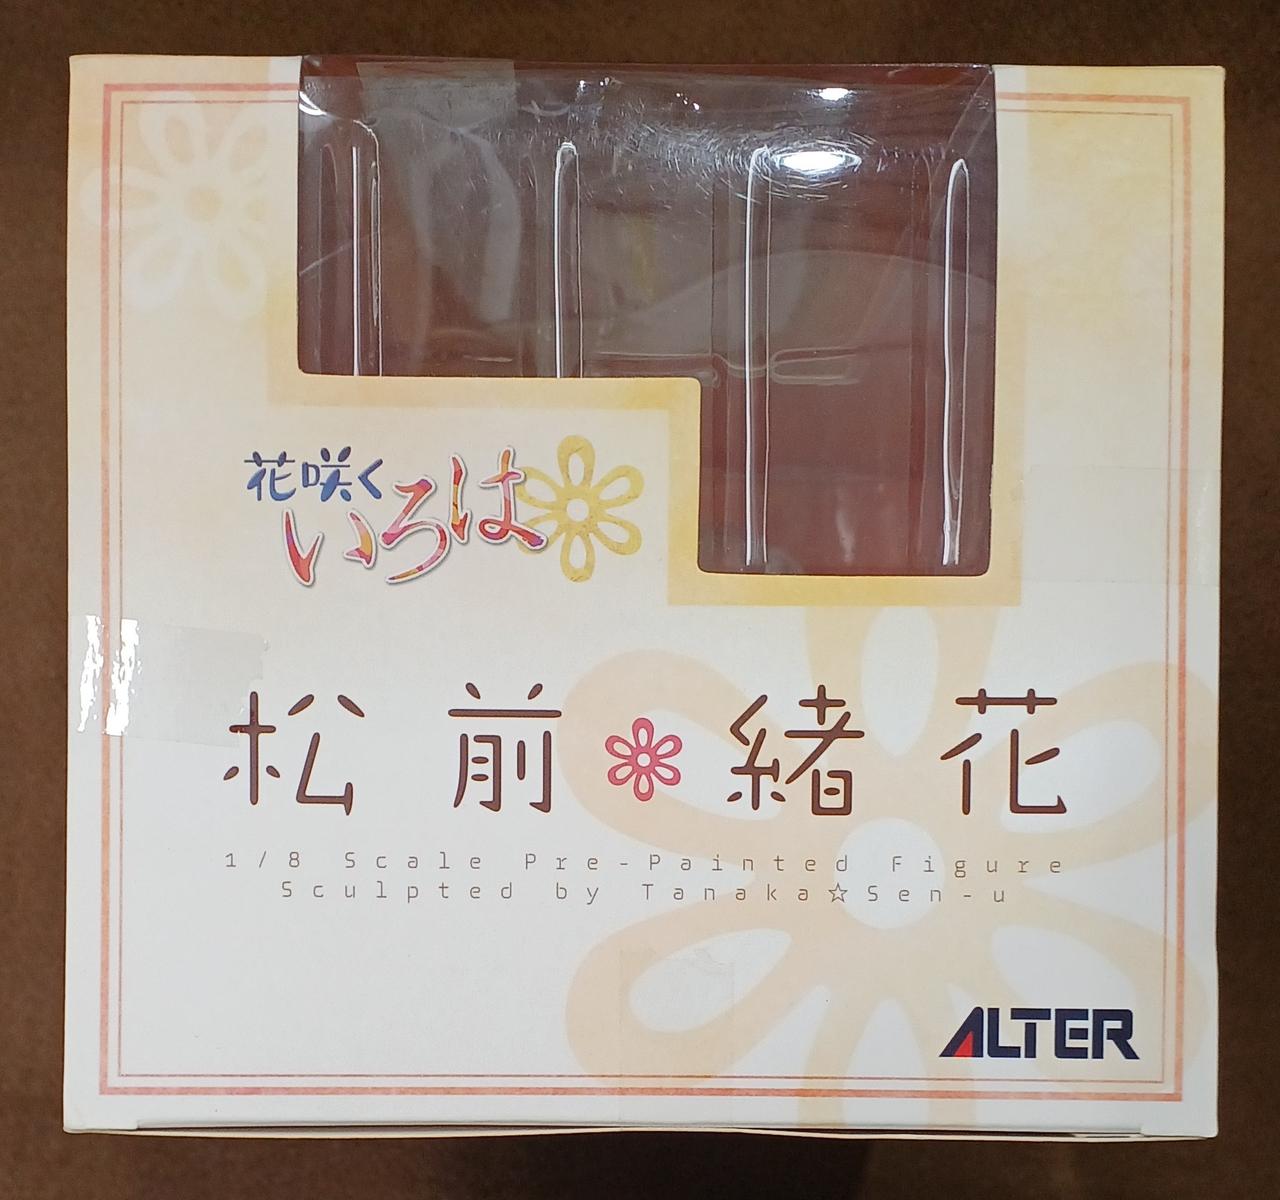 花咲くいろは
松前緒花
1/8 Scale Pre-Painted Figure
Sculpted by Tanaka☆Sen-u
ALTER